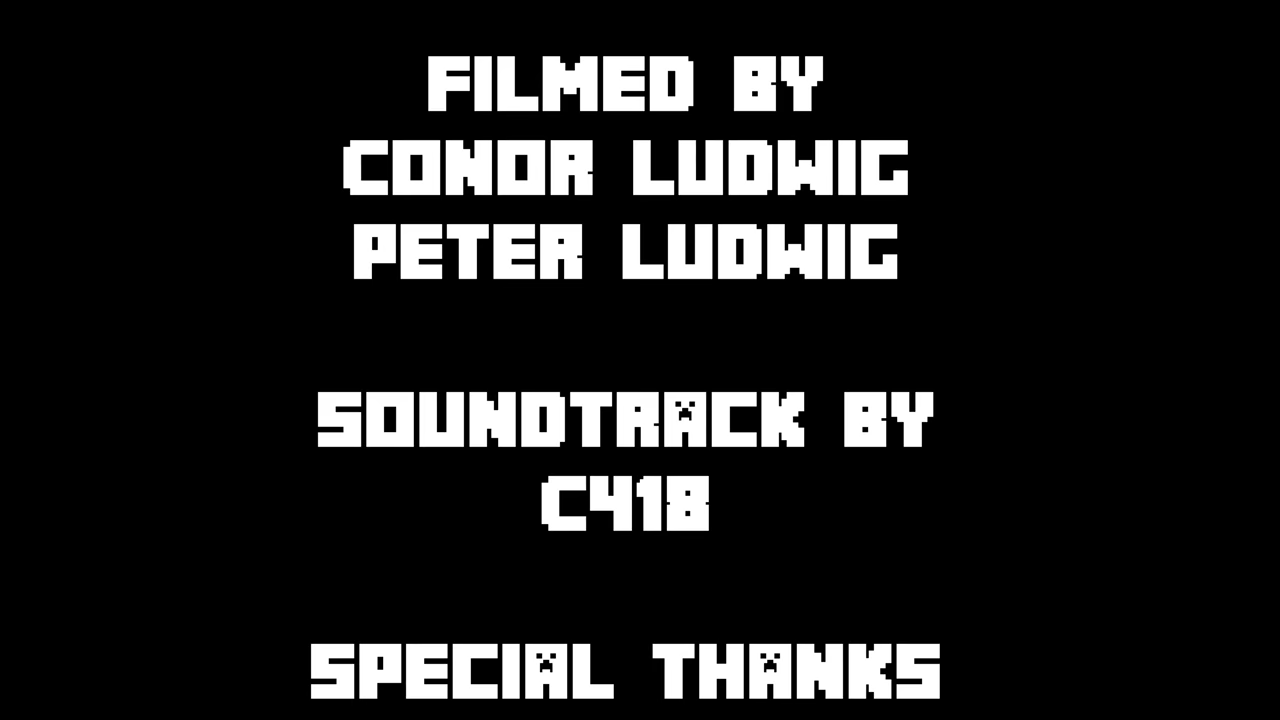 FILMED BY
CONOR LUDWIG
PETER LUDWIG
SOUNDTRACK BY
C418
SPECIAL THANKS